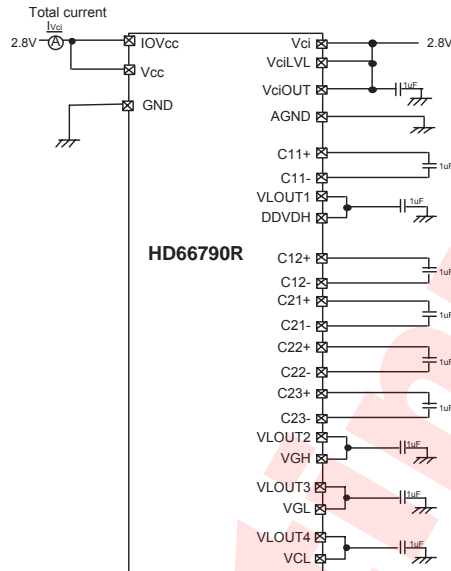 Total current
Ivci
2.8V
A
IOVcc
Vcc
GND
HD66790R
Vci
2.8V
VciLVL
VciOUT
1uF
AGND
C11+
1uF
C11-
VLOUT1
1uF
DDVDH
C12+
1uF
C12-
C21+
1uF
C21-
C22+
1uF
C22-
C23+
1uF
C23-
VLOUT2
1uF
VGH
VLOUT3
1uF
VGL
VLOUT4
1uF
VCL